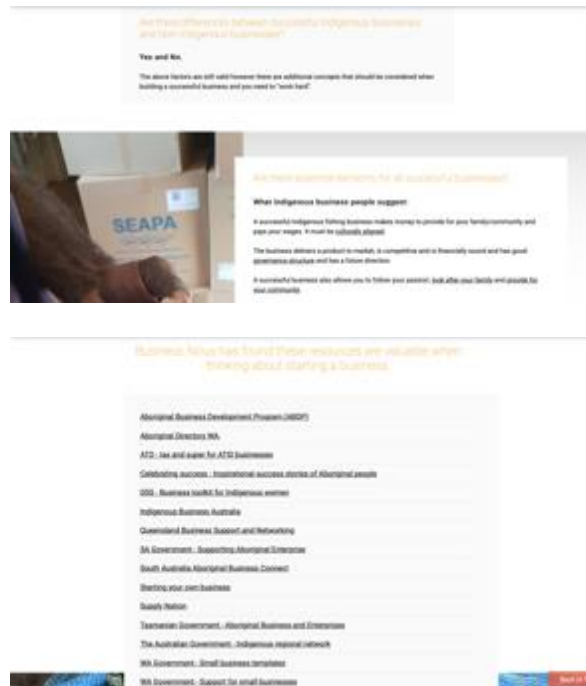 Are there differences between successful Indigenous businesses
and non-Indigenous businesses?
Yes and No.
The above factors are still valid however there are additional concepts that should be considered when
building a successful business and you need to "work hard".
Are there essential elements for all successful businesses?
SEAPA
What Indigenous business people suggest:
A successful Indigenous fishing business makes money to provide for your family/community and
pays your wages. It must be culturally aligned.
The business delivers a product to market, is competitive and is financially sound and has good
governance structure and has a future direction.
A successful business also allows you to follow your passion, look after your family and provide for
your community.
Business Nous has found these resources are valuable when
thinking about starting a business.
Aboriginal Business Development Program (ABDP)
Aboriginal Directory WA
ATO - tax and super for ATSI businesses
Celebrating success - Inspirational success stories of Aboriginal people
DSS - Business toolkit for Indigenous women
Indigenous Business Australia
Queensland Business Support and Networking
SA Government - Supporting Aboriginal Enterprise
South Australia Aboriginal Business Connect
Starting your own business
Supply Nation
Tasmanian Government - Aboriginal Business and Enterprises
The Australian Government - Indigenous regional network
WA Government - Small business templates
WA Government - Support for small businesses
Back to